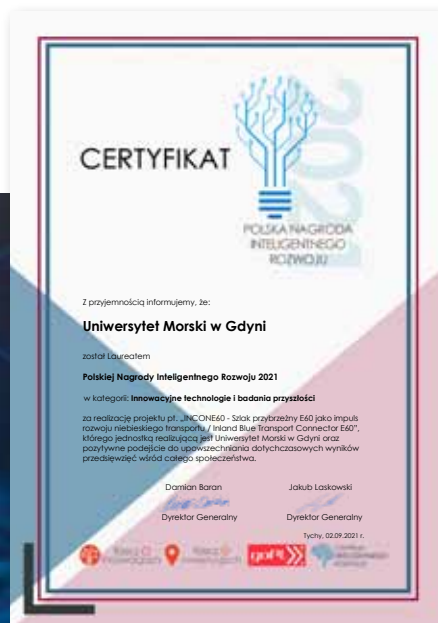 2021
CERTYFIKAT
POLSKA NAGRODA
INTELIGENTNEGO
ROZWOJU
Z przyjemnością informujemy, że:
Uniwersytet Morski w Gdyni
został Laureatem
Polskiej Nagrody Inteligentnego Rozwoju 2021
w kategorii: Innowacyjne technologie i badania przyszłości
za realizację projektu pt. „INCONE60 - Szlak przybrzeżny E60 jako impuls
rozwoju niebieskiego transportu / Inland Blue Transport Connector E60”,
którego jednostką realizującą jest Uniwersytet Morski w Gdyni oraz
pozytywne podejście do upowszechniania dotychczasowych wyników
przedsięwzięć wśród całego społeczeństwa.
Damian Baran Jakub Laskowski
Dyrektor Generalny Dyrektor Generalny
Tychy, 02.09.2021 r.